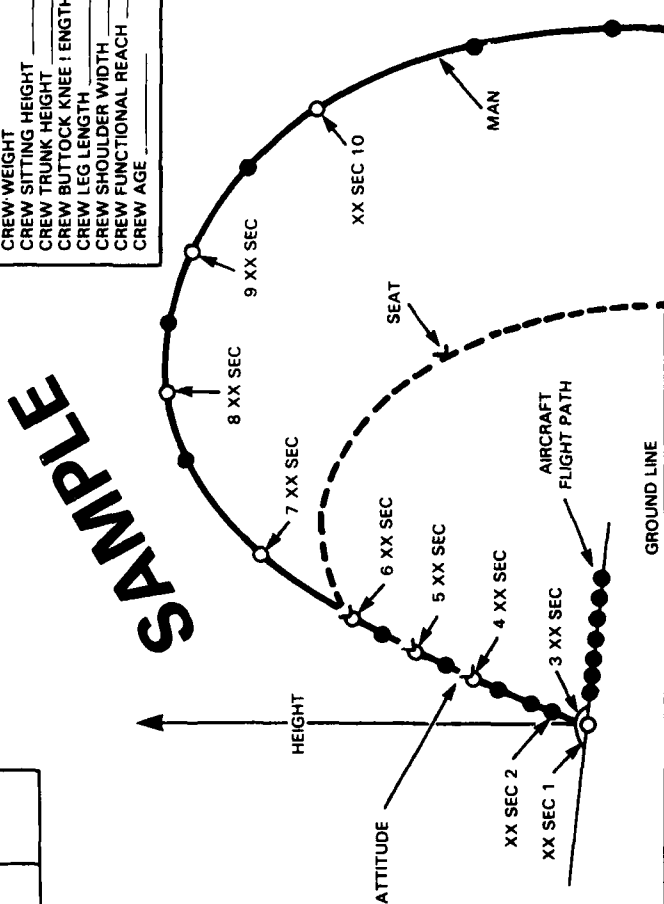 CREW WEIGHT
CREW SITTING HEIGHT
CREW TRUNK HEIGHT
CREW BUTTOCK KNEE LENGTH
CREW LEG LENGTH
CREW SHOULDER WIDTH
CREW FUNCTIONAL REACH
CREW AGE
SAMPLE
MAN
XX SEC 10
9 XX SEC
8 XX SEC
7 XX SEC
SEAT
6 XX SEC
5 XX SEC
4 XX SEC
3 XX SEC
AIRCRAFT
FLIGHT PATH
GROUND LINE
HEIGHT
ATTITUDE
XX SEC 2
XX SEC 1